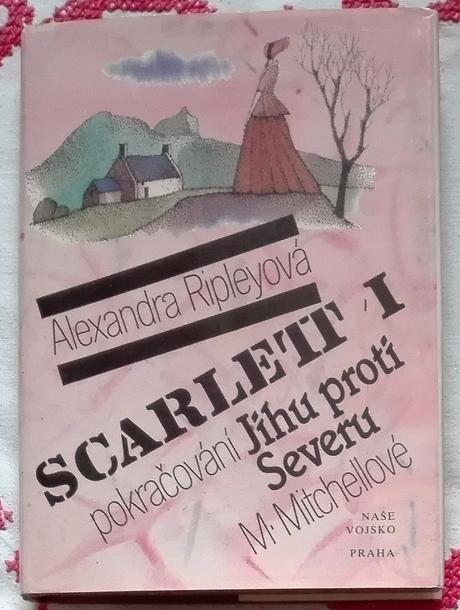 Alexandra Ripleyová
SCARLETT I
pokračování Jihu proti
Severu
M. Mitchellové
NAŠE
VOJSKO
PRAHA